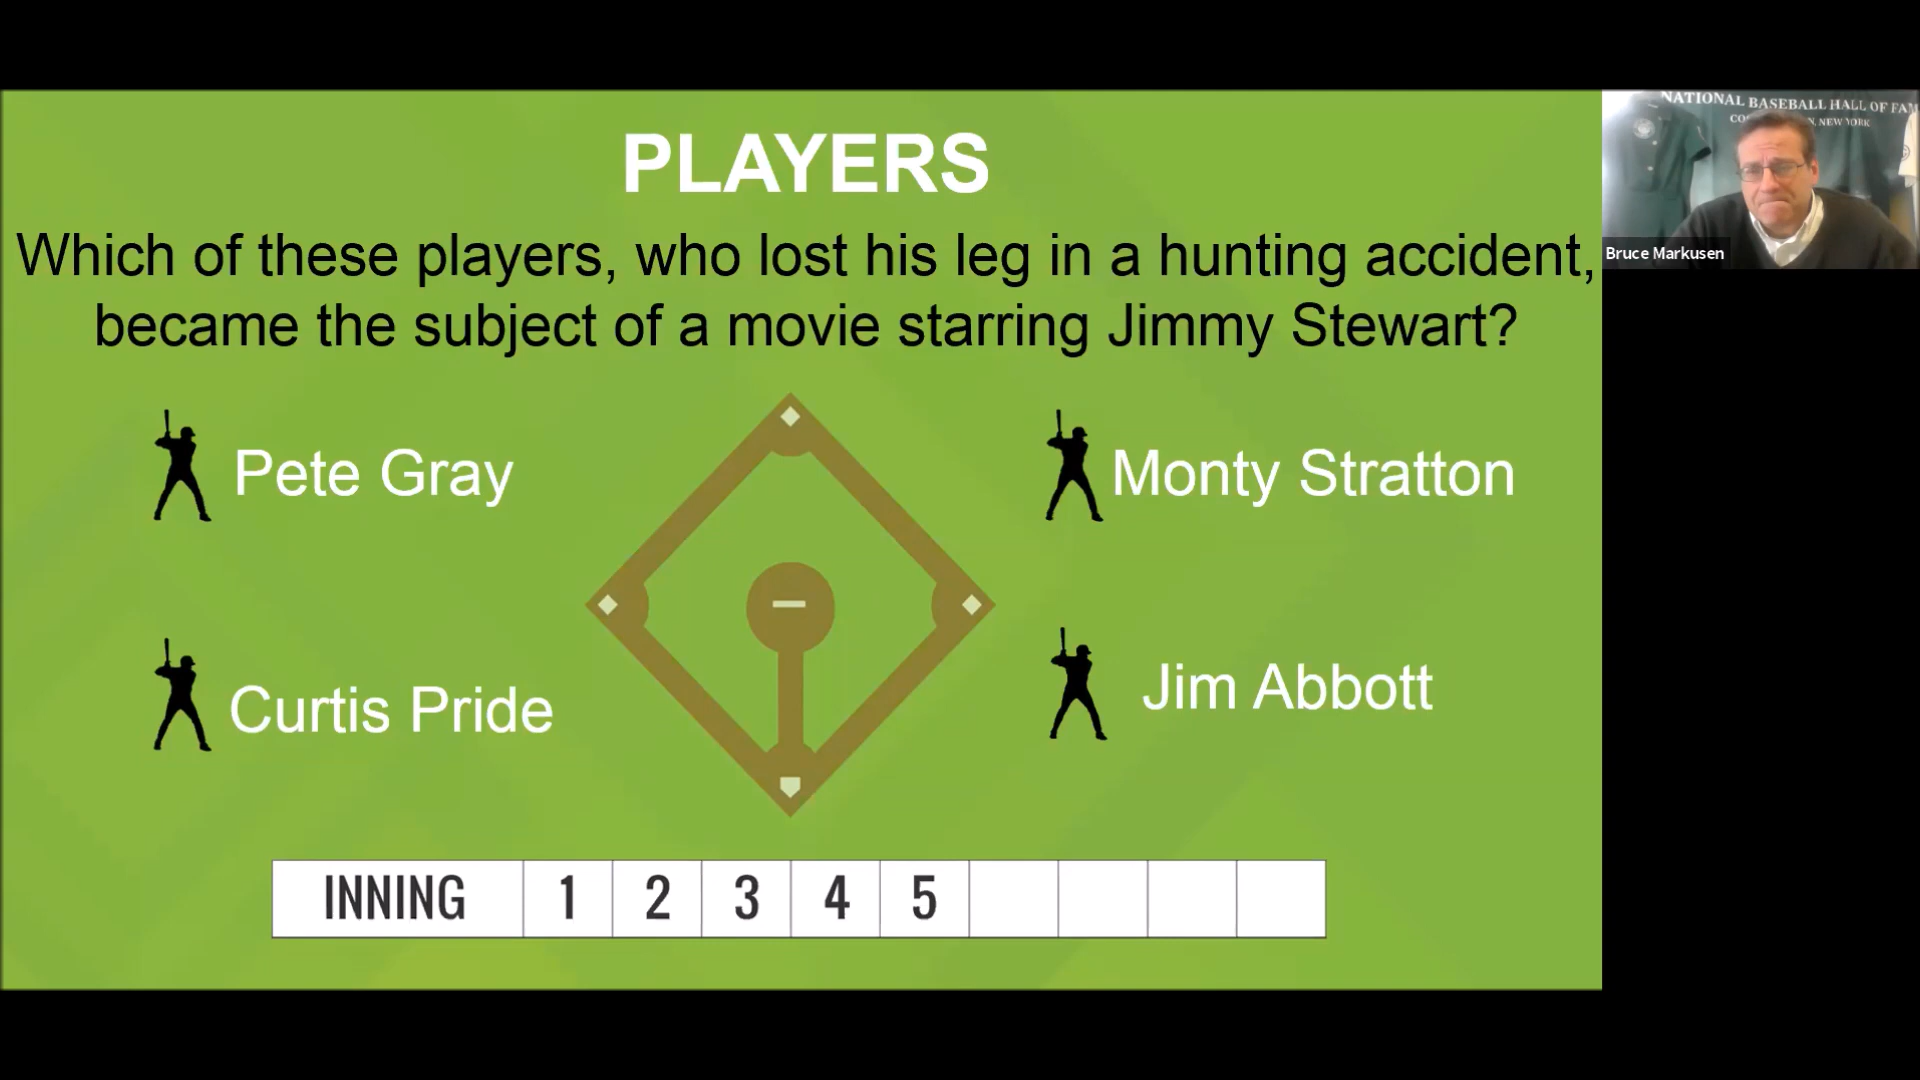 PLAYERS
Which of these players, who lost his leg in a hunting accident,
became the subject of a movie starring Jimmy Stewart?
Pete Gray
Monty Stratton
Curtis Pride
Jim Abbott
INNING 1 2 3 4 5
NATIONAL BASEBALL HALL OF FAM
NEW YORK
Bruce Markusen